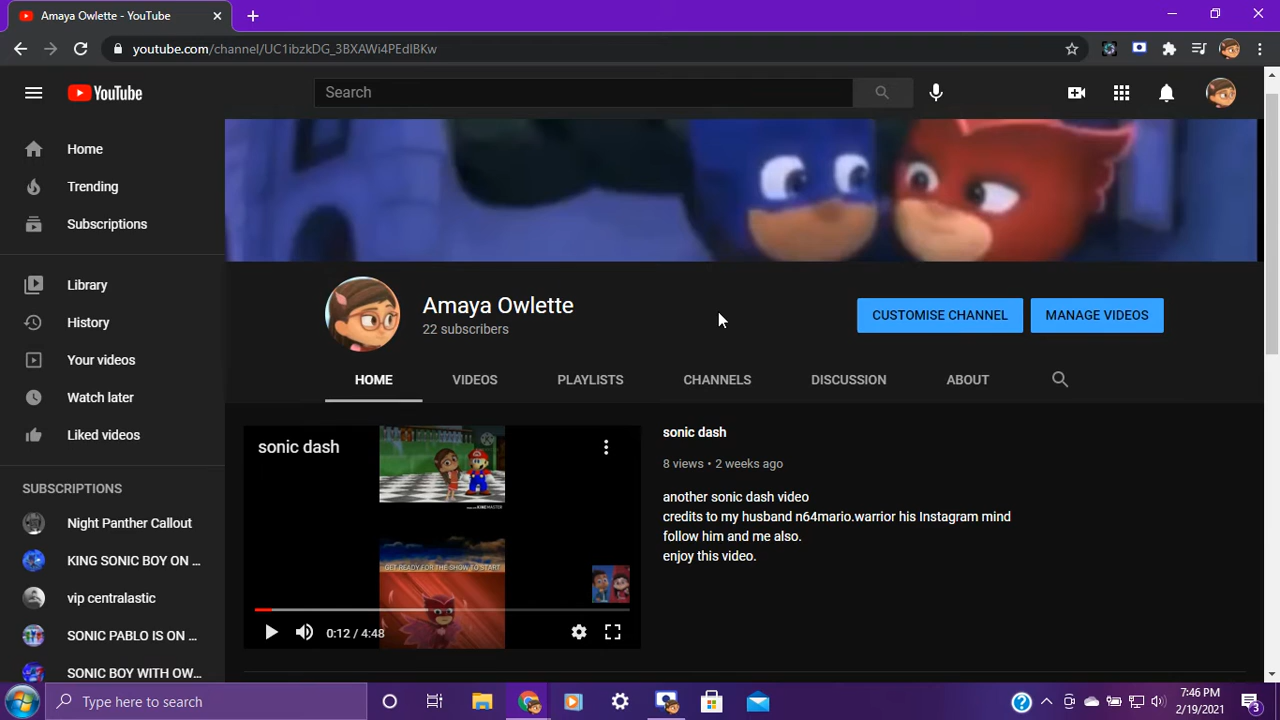 Amaya Owlette - YouTube
youtube.com/channel/UC1ibzkDG_3BXAWi4PEdlBKw
YouTube
Search
Home
Trending
Subscriptions
Library
History
Your videos
Watch later
Liked videos
SUBSCRIPTIONS
Night Panther Callout
KING SONIC BOY ON ...
vip centralastic
SONIC PABLO IS ON ...
SONIC BOY WITH OW...
Amaya Owlette
22 subscribers
CUSTOMISE CHANNEL
MANAGE VIDEOS
HOME
VIDEOS
PLAYLISTS
CHANNELS
DISCUSSION
ABOUT
sonic dash
KINEMASTER
GET READY FOR THE SHOW TO START
0:12 / 4:48
sonic dash
8 views • 2 weeks ago
another sonic dash video
credits to my husband n64mario.warrior his Instagram mind
follow him and me also.
enjoy this video.
Type here to search
7:46 PM
2/19/2021
3